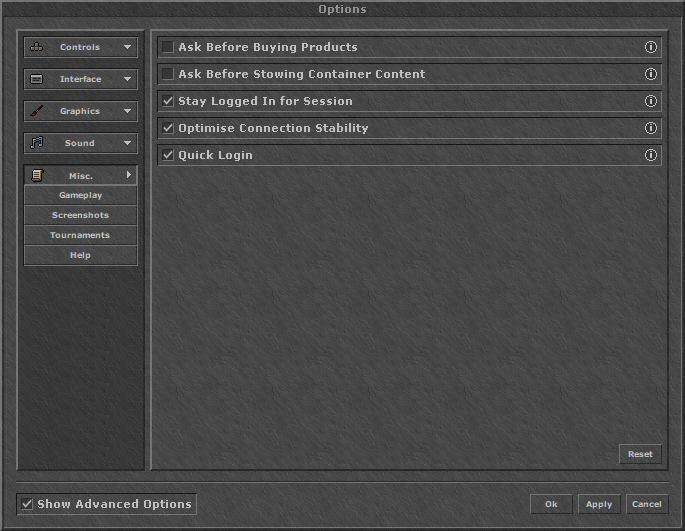 Options
Controls
Interface
Graphics
Sound
Misc.
Gameplay
Screenshots
Tournaments
Help
Ask Before Buying Products
Ask Before Stowing Container Content
Stay Logged In for Session
Optimise Connection Stability
Quick Login
Reset
Show Advanced Options
Ok
Apply
Cancel